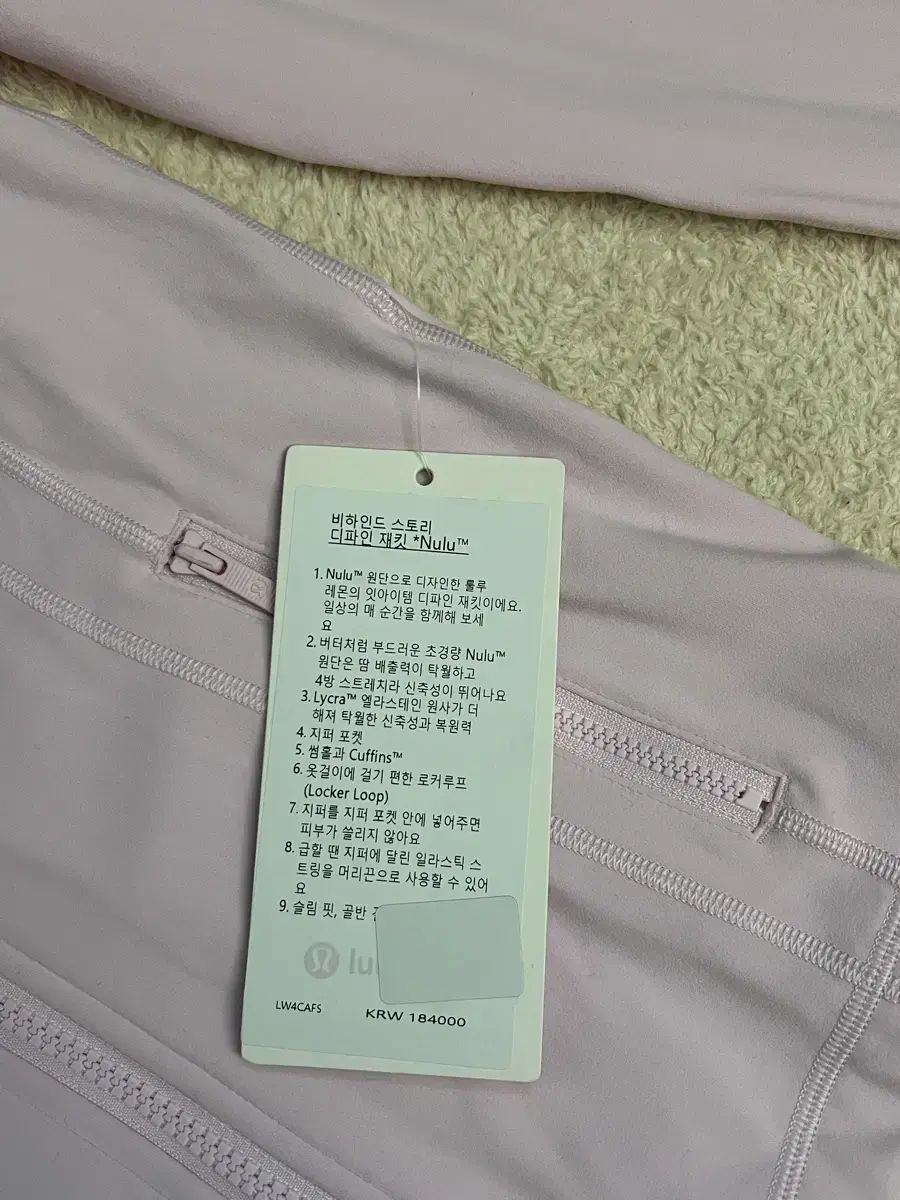 비하인드 스토리
디파인 재킷 *Nulu™
1. Nulu™ 원단으로 디자인한 룰루
레몬의 잇아이템 디파인 재킷이에요.
일상의 매 순간을 함께해 보세
요
2. 버터처럼 부드러운 초경량 Nulu™
원단은 땀 배출력이 탁월하고
4방 스트레치라 신축성이 뛰어나요
3. Lycra™ 엘라스테인 원사가 더
해져 탁월한 신축성과 복원력
4. 지퍼 포켓
5. 썸홀과 Cuffins™
6. 옷걸이에 걸기 편한 로커루프
(Locker Loop)
7. 지퍼를 지퍼 포켓 안에 넣어주면
피부가 쓸리지 않아요
8. 급할 땐 지퍼에 달린 일라스틱 스
트링을 머리끈으로 사용할 수 있어
요
9. 슬림 핏, 골반
LW4CAFS
KRW 184000